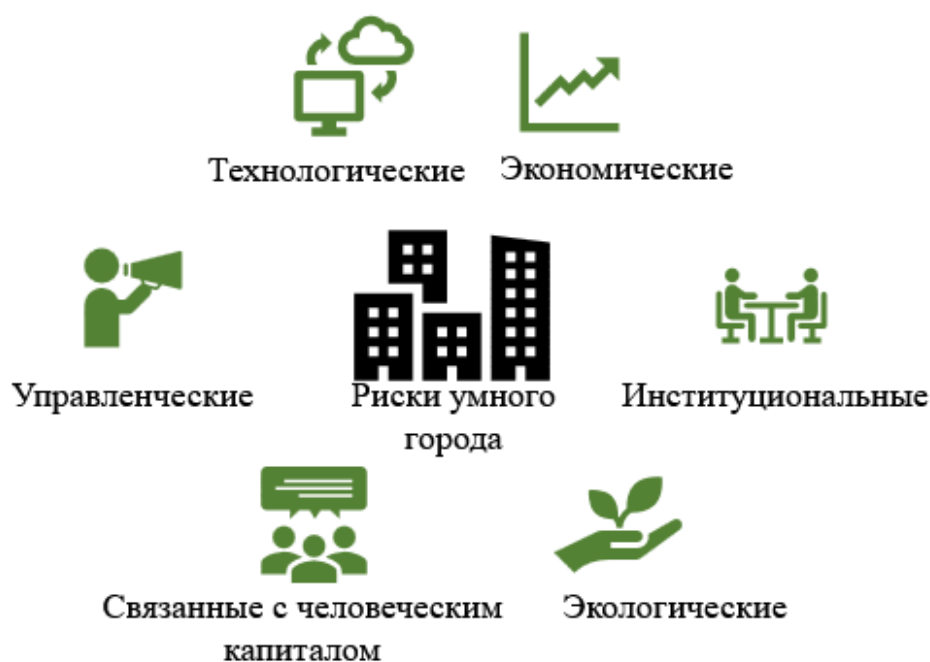 Технологические
Экономические
Управленческие
Риски умного
города
Институциональные
Связанные с человеческим
капиталом
Экологические